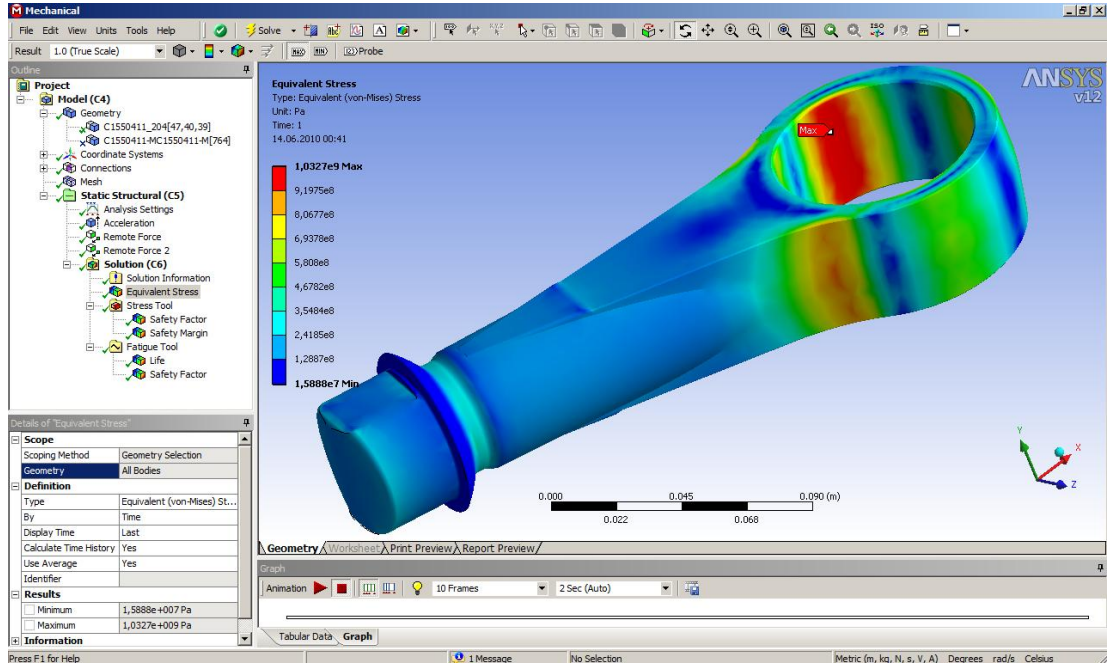 Mechanical
File Edit View Units Tools Help
Solve
Result 1.0 (True Scale)
MAX MIN Probe
Outline
Project
Model (C4)
Geometry
C1550411_204[47,40,39]
C1550411-MC1550411-M[764]
Coordinate Systems
Connections
Mesh
Static Structural (C5)
Analysis Settings
Acceleration
Remote Force
Remote Force 2
Solution (C6)
Solution Information
Equivalent Stress
Stress Tool
Safety Factor
Safety Margin
Fatigue Tool
Life
Safety Factor
Details of "Equivalent Stress"
Scope
Scoping Method Geometry Selection
Geometry All Bodies
Definition
Type Equivalent (von-Mises) St...
By Time
Display Time Last
Calculate Time History Yes
Use Average Yes
Identifier
Results
Minimum 1,5888e+007 Pa
Maximum 1,0327e+009 Pa
Information
Equivalent Stress
Type: Equivalent (von-Mises) Stress
Unit: Pa
Time: 1
14.06.2010 00:41
1,0327e9 Max
9,1975e8
8,0677e8
6,9378e8
5,808e8
4,6782e8
3,5484e8
2,4185e8
1,2887e8
1,5888e7 Min
Max
ANSYS
v12
Y
X
Z
0.000 0.045 0.090 (m)
0.022 0.068
Geometry Worksheet Print Preview Report Preview
Graph
Animation 10 Frames 2 Sec (Auto)
Tabular Data Graph
Press F1 for Help 1 Message No Selection Metric (m, kg, N, s, V, A) Degrees rad/s Celsius